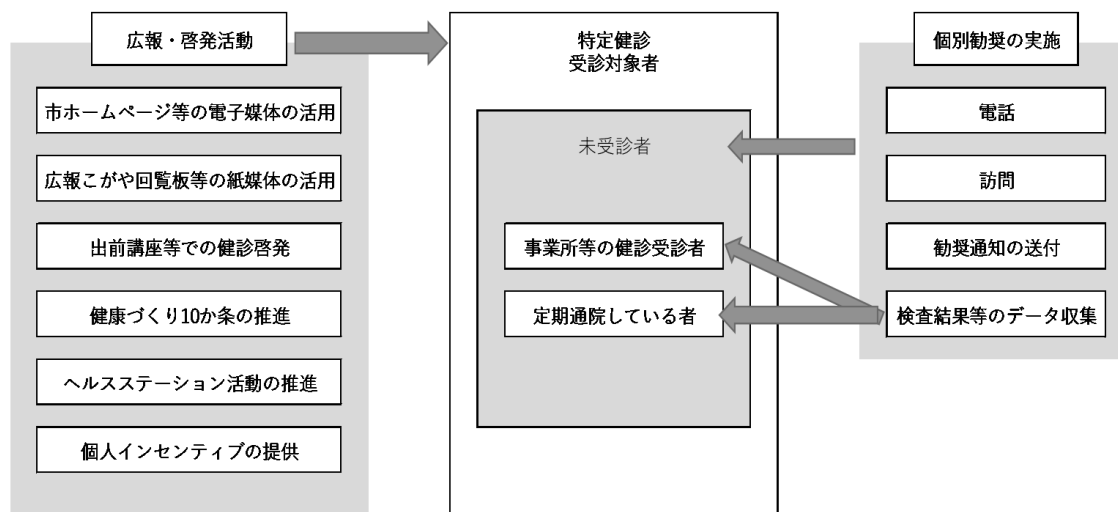 広報・啓発活動
市ホームページ等の電子媒体の活用
広報こがや回覧板等の紙媒体の活用
出前講座等での健診啓発
健康づくり10か条の推進
ヘルスステーション活動の推進
個人インセンティブの提供
特定健診
受診対象者
未受診者
事業所等の健診受診者
定期通院している者
個別勧奨の実施
電話
訪問
勧奨通知の送付
検査結果等のデータ収集